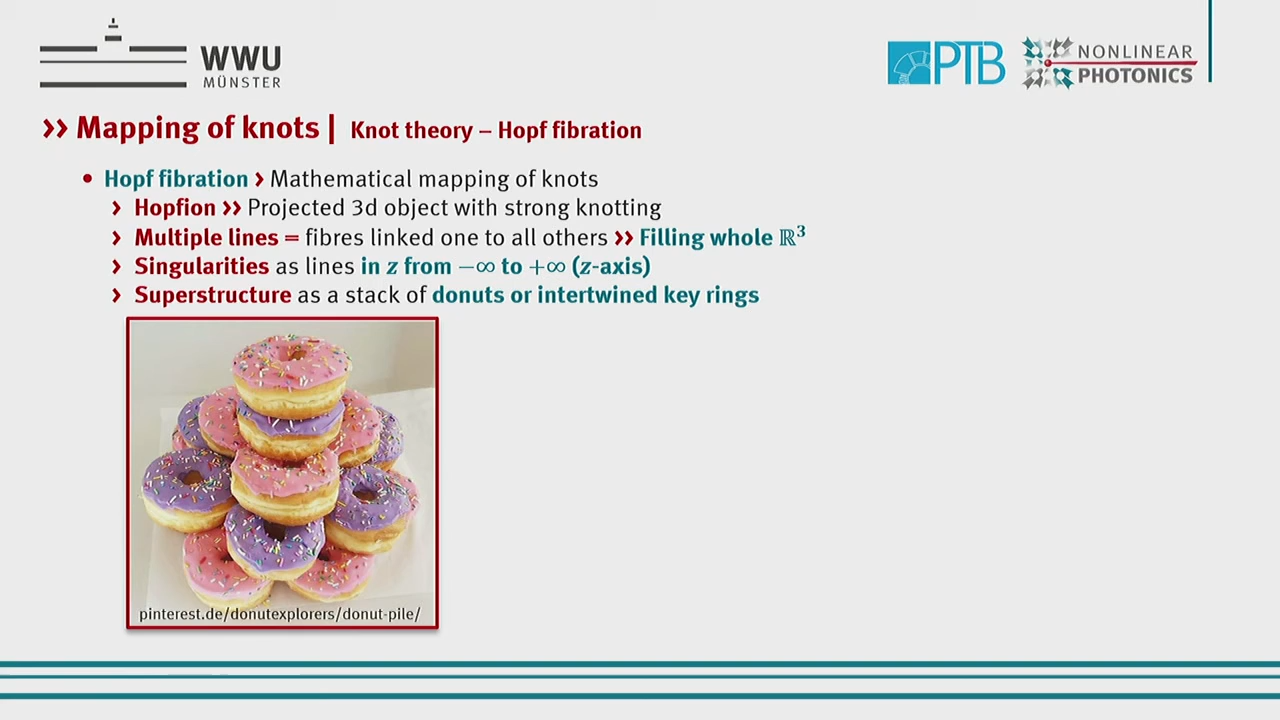 WWU
MÜNSTER
PTB
NONLINEAR
PHOTONICS
›› Mapping of knots | Knot theory – Hopf fibration
• Hopf fibration › Mathematical mapping of knots
› Hopfion ›› Projected 3d object with strong knotting
› Multiple lines = fibres linked one to all others ›› Filling whole ℝ³
› Singularities as lines in z from −∞ to +∞ (z-axis)
› Superstructure as a stack of donuts or intertwined key rings
pinterest.de/donutexplorers/donut-pile/